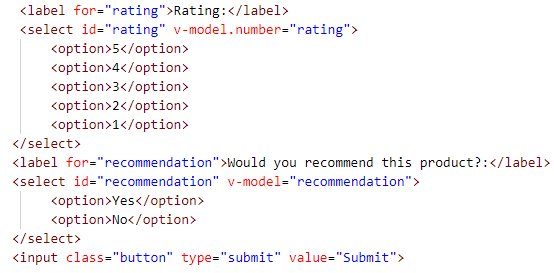 <label for="rating">Rating:</label>
<select id="rating" v-model.number="rating">
<option>5</option>
<option>4</option>
<option>3</option>
<option>2</option>
<option>1</option>
</select>
<label for="recommendation">Would you recommend this product?:</label>
<select id="recommendation" v-model="recommendation">
<option>Yes</option>
<option>No</option>
</select>
<input class="button" type="submit" value="Submit">